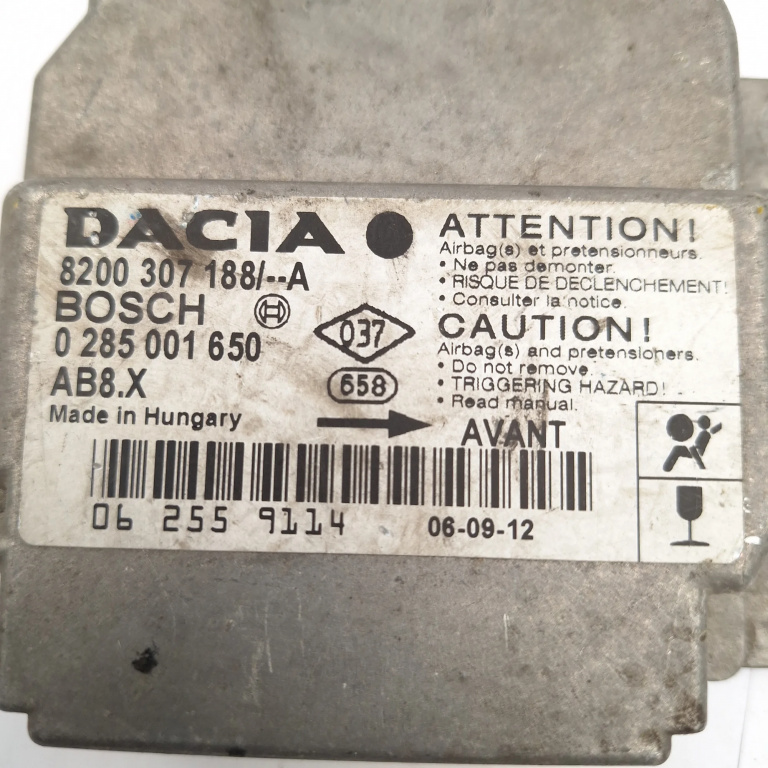 DACIA
8200 307 188/--A
BOSCH
0 285 001 650
AB8.X
Made in Hungary
037
658
ATTENTION!
Airbag(s) et pretensionneurs.
• Ne pas demonter.
• RISQUE DE DECLENCHEMENT!
• Consulter la notice.
CAUTION!
Airbag(s) and pretensioners.
• Do not remove.
• TRIGGERING HAZARD!
• Read manual.
AVANT
06 255 9114
06-09-12